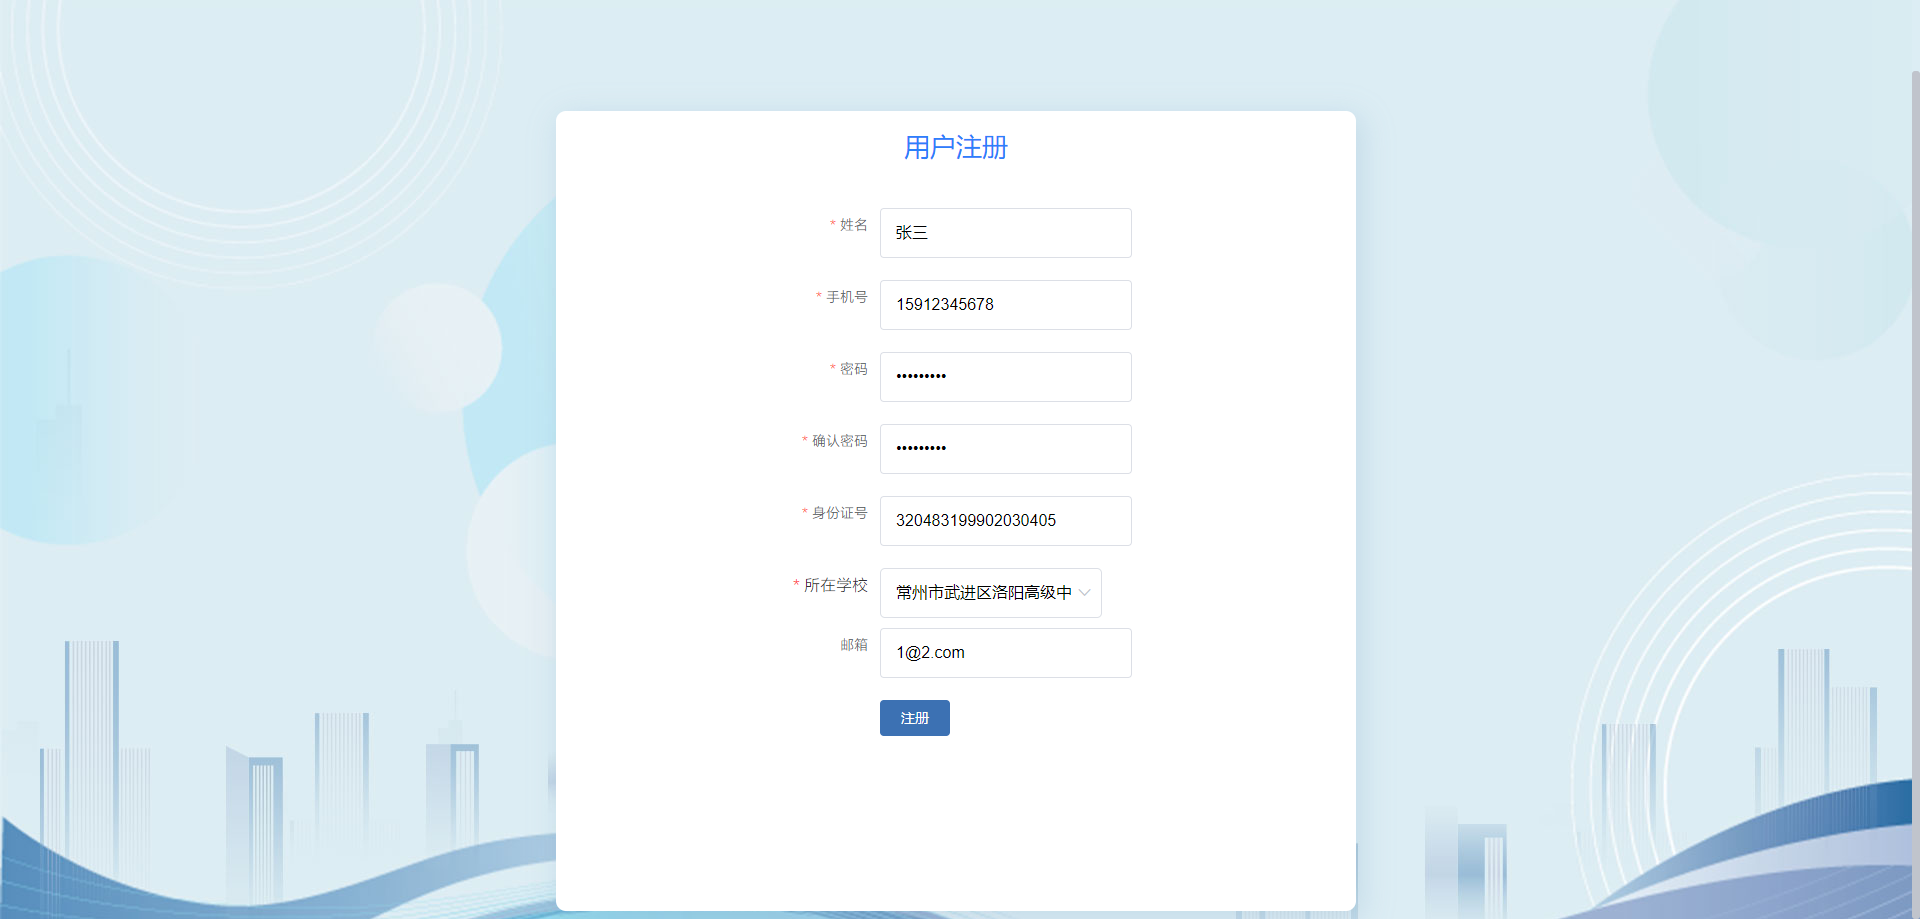 用户注册
* 姓名 张三
* 手机号 15912345678
* 密码 •••••••••
* 确认密码 •••••••••
* 身份证号 320483199902030405
* 所在学校 常州市武进区洛阳高级中
邮箱 1@2.com
注册